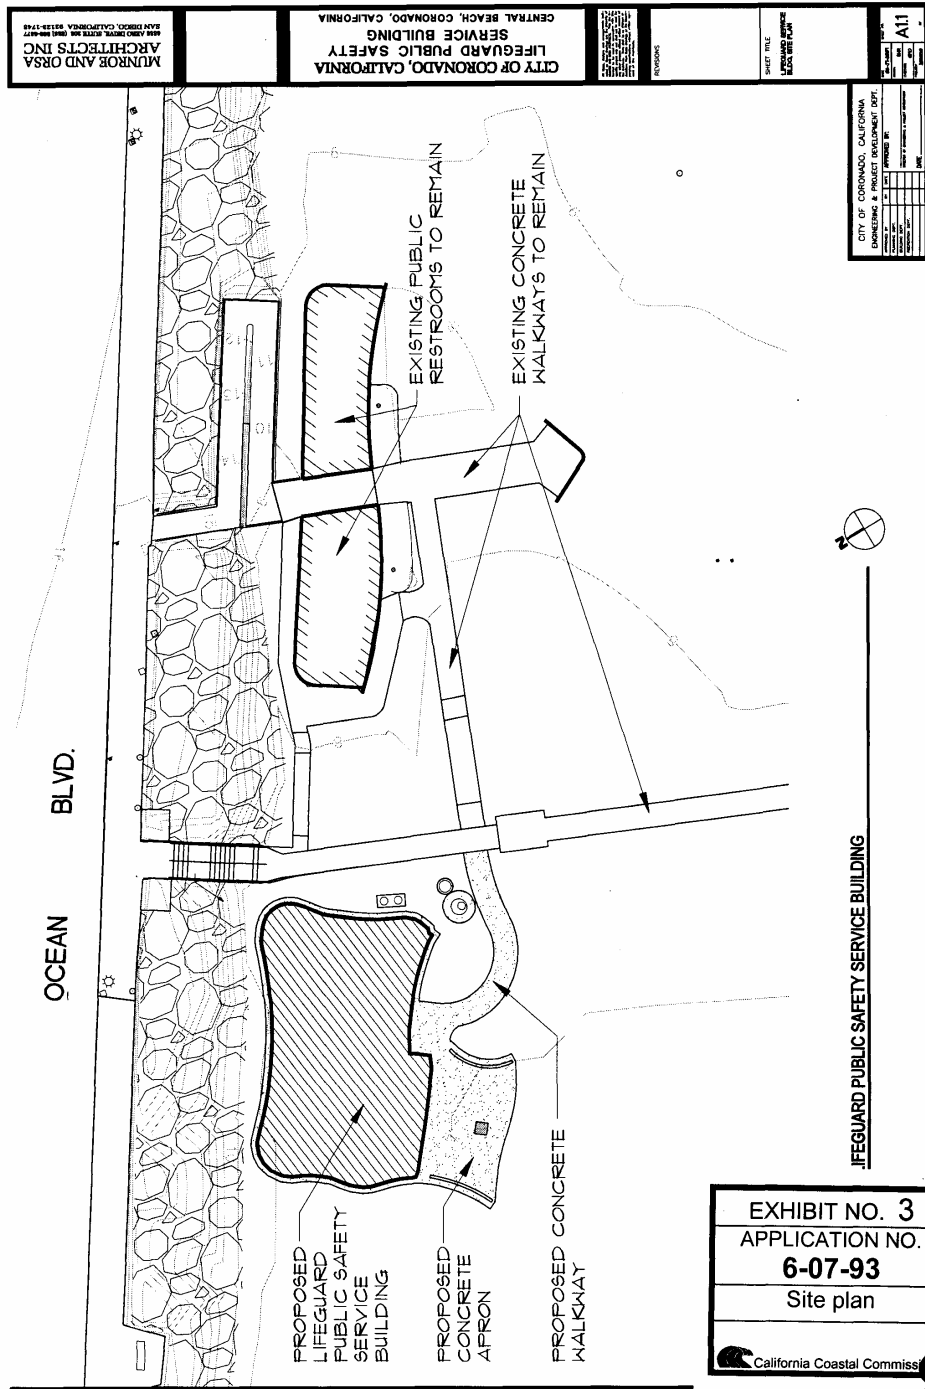 MUNROE AND ORSA
ARCHITECTS INC
CITY OF CORONADO, CALIFORNIA
LIFEGUARD PUBLIC SAFETY
SERVICE BUILDING
CENTRAL BEACH, CORONADO, CALIFORNIA
REVISIONS
SHEET TITLE
LIFEGUARD SERVICE
BLDG. SITE PLAN
A1.1
CITY OF CORONADO, CALIFORNIA
ENGINEERING & PROJECT DEVELOPMENT DEPT.
APPROVED BY:
DATE
EXISTING PUBLIC
RESTROOMS TO REMAIN
EXISTING CONCRETE
WALKWAYS TO REMAIN
N
OCEAN BLVD.
PROPOSED
LIFEGUARD
PUBLIC SAFETY
SERVICE
BUILDING
PROPOSED
CONCRETE
APRON
PROPOSED CONCRETE
WALKWAY
IFEGUARD PUBLIC SAFETY SERVICE BUILDING
EXHIBIT NO. 3
APPLICATION NO.
6-07-93
Site plan
California Coastal Commissi